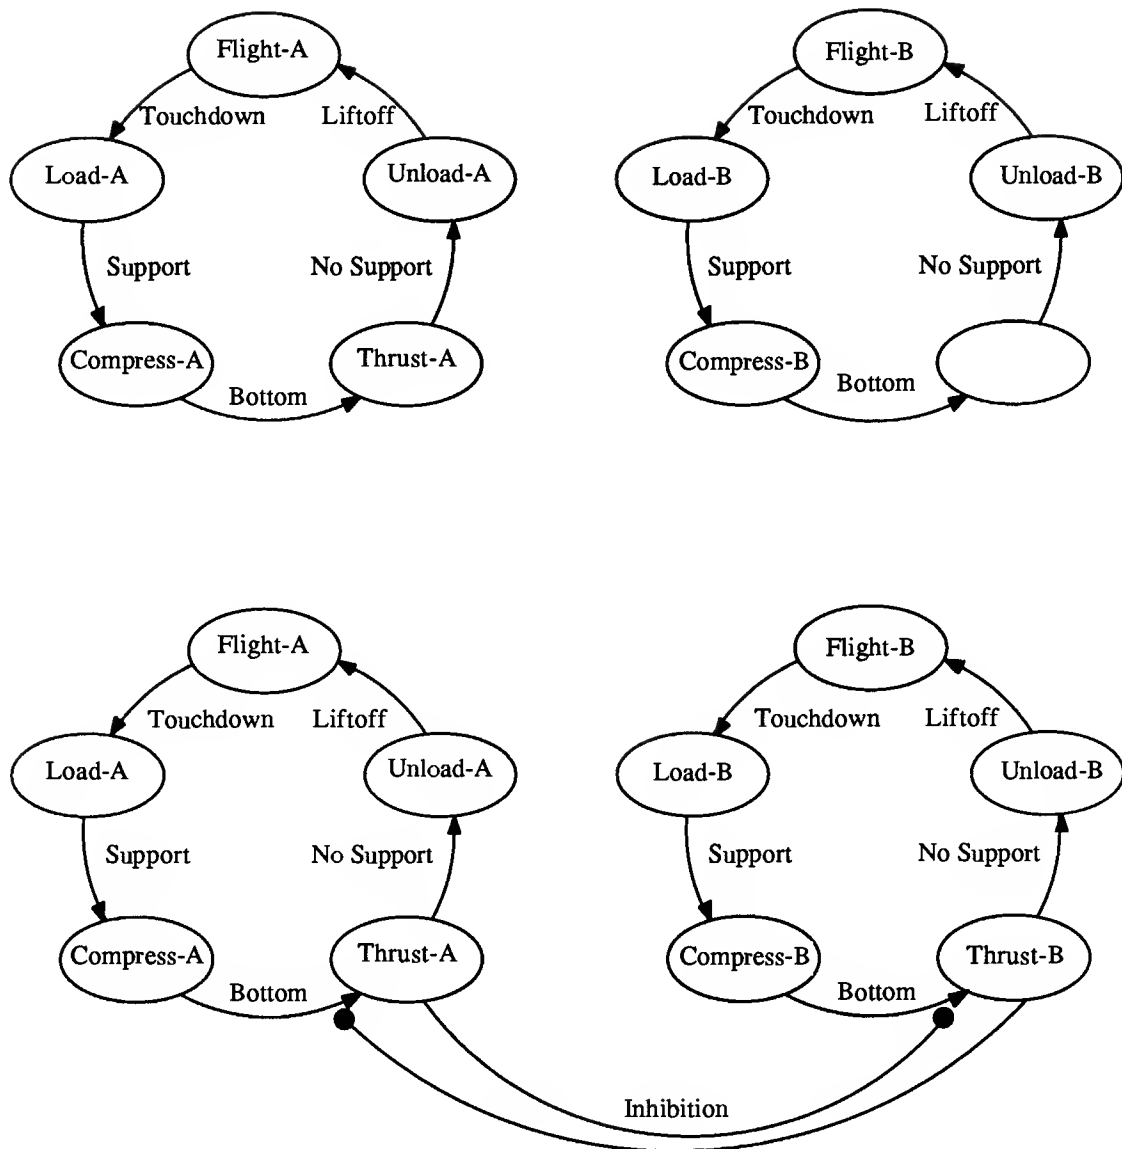 Flight-A
Touchdown
Liftoff
Load-A
Unload-A
Support
No Support
Compress-A
Thrust-A
Bottom
Flight-B
Touchdown
Liftoff
Load-B
Unload-B
Support
No Support
Compress-B
Bottom
Flight-A
Touchdown
Liftoff
Load-A
Unload-A
Support
No Support
Compress-A
Thrust-A
Bottom
Flight-B
Touchdown
Liftoff
Load-B
Unload-B
Support
No Support
Compress-B
Thrust-B
Bottom
Inhibition